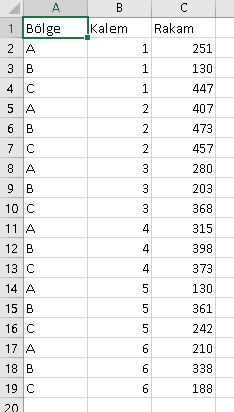 A B C
1 Bölge Kalem Rakam
2 A 1 251
3 B 1 130
4 C 1 447
5 A 2 407
6 B 2 473
7 C 2 457
8 A 3 280
9 B 3 203
10 C 3 368
11 A 4 315
12 B 4 398
13 C 4 373
14 A 5 130
15 B 5 361
16 C 5 242
17 A 6 210
18 B 6 338
19 C 6 188
20